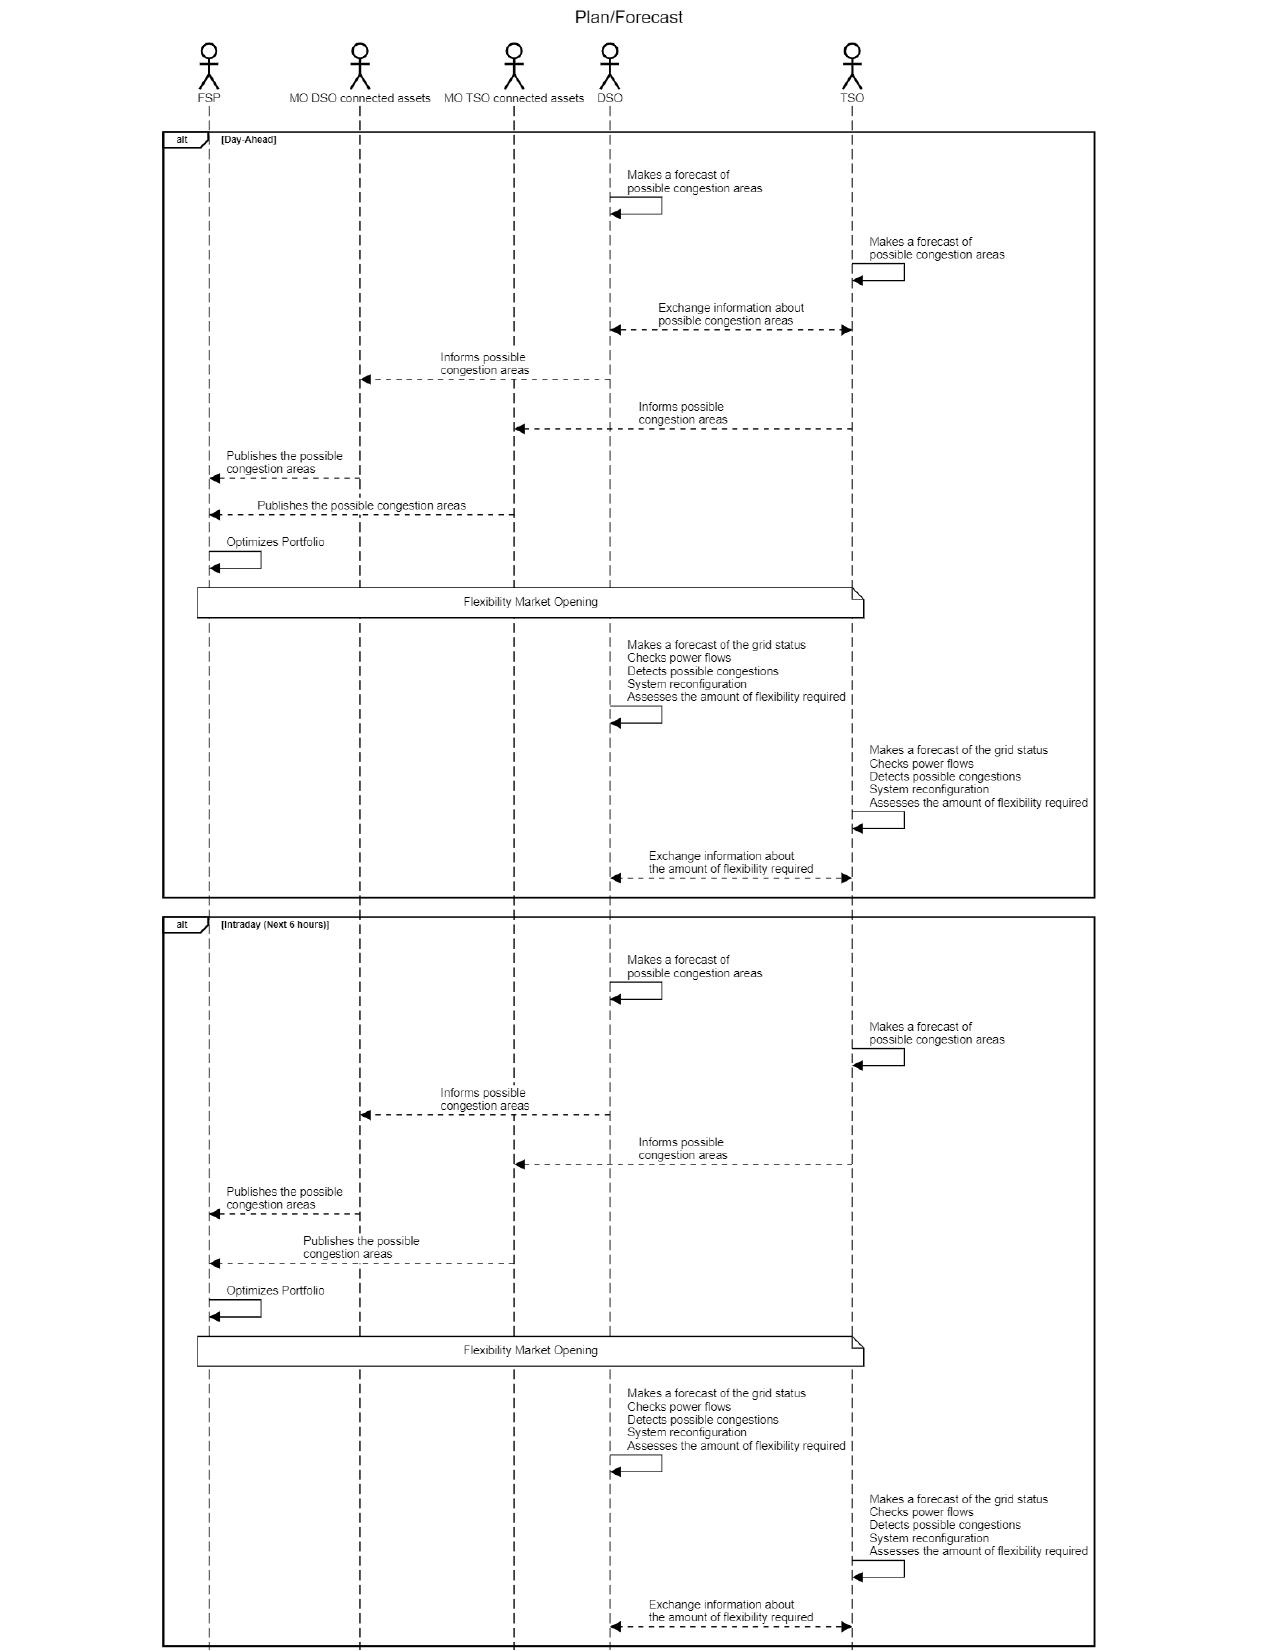 Plan/Forecast
FSP
MO DSO connected assets
MO TSO connected assets
DSO
TSO
alt
[Day-Ahead]
Makes a forecast of
possible congestion areas
Makes a forecast of
possible congestion areas
Exchange information about
possible congestion areas
Informs possible
congestion areas
Informs possible
congestion areas
Publishes the possible
congestion areas
Publishes the possible congestion areas
Optimizes Portfolio
Flexibility Market Opening
Makes a forecast of the grid status
Checks power flows
Detects possible congestions
System reconfiguration
Assesses the amount of flexibility required
Makes a forecast of the grid status
Checks power flows
Detects possible congestions
System reconfiguration
Assesses the amount of flexibility required
Exchange information about
the amount of flexibility required
alt
[Intraday (Next 6 hours)]
Makes a forecast of
possible congestion areas
Makes a forecast of
possible congestion areas
Informs possible
congestion areas
Informs possible
congestion areas
Publishes the possible
congestion areas
Publishes the possible
congestion areas
Optimizes Portfolio
Flexibility Market Opening
Makes a forecast of the grid status
Checks power flows
Detects possible congestions
System reconfiguration
Assesses the amount of flexibility required
Makes a forecast of the grid status
Checks power flows
Detects possible congestions
System reconfiguration
Assesses the amount of flexibility required
Exchange information about
the amount of flexibility required